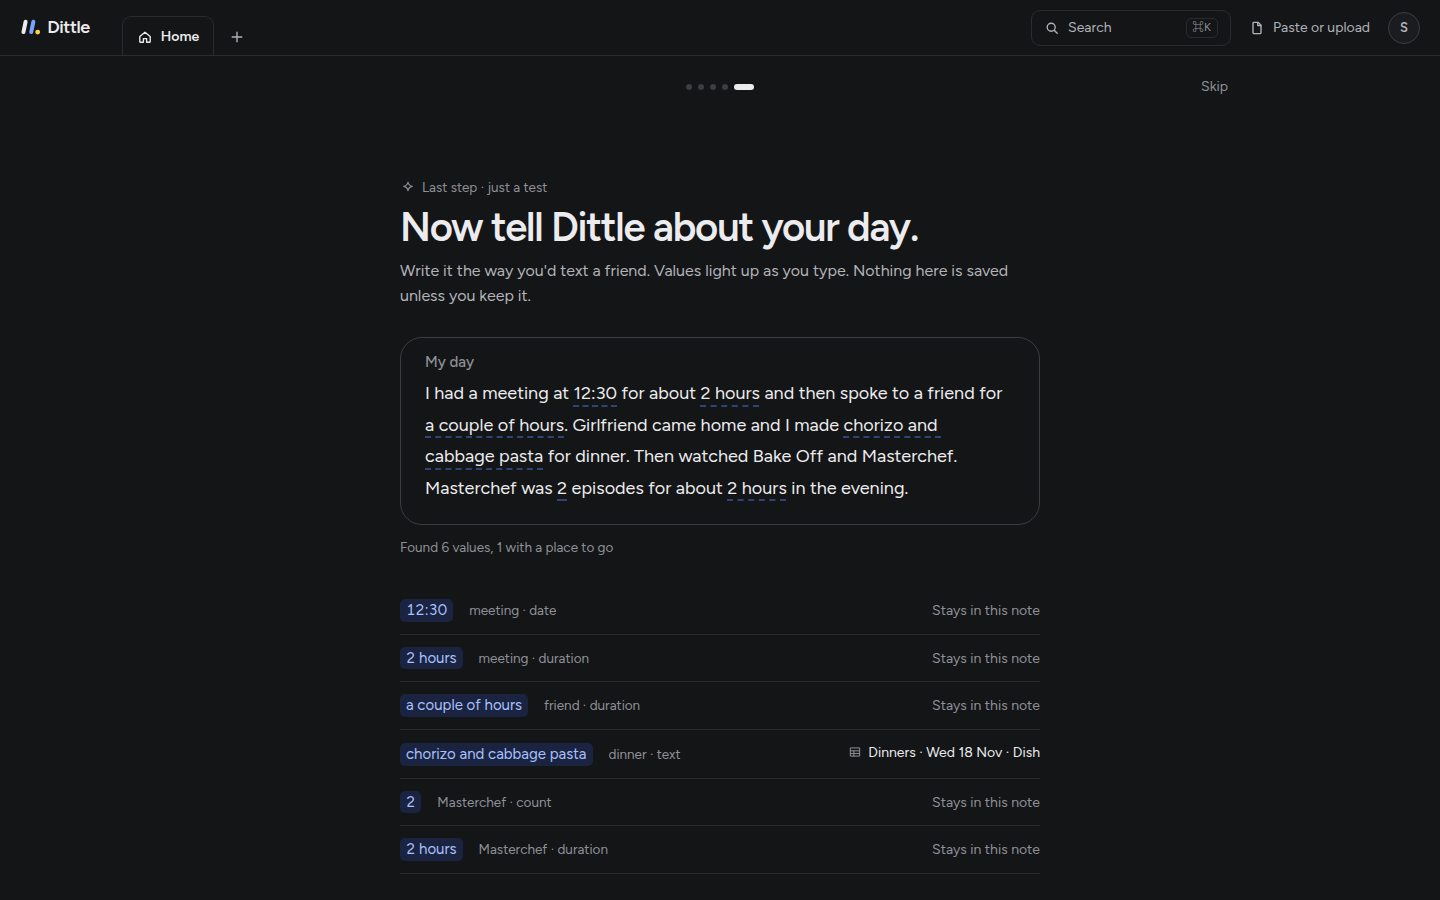 Dittle
Home
Search
⌘K
Paste or upload
S
Skip
Last step · just a test
Now tell Dittle about your day.
Write it the way you'd text a friend. Values light up as you type. Nothing here is saved
unless you keep it.
My day
I had a meeting at 12:30 for about 2 hours and then spoke to a friend for
a couple of hours. Girlfriend came home and I made chorizo and
cabbage pasta for dinner. Then watched Bake Off and Masterchef.
Masterchef was 2 episodes for about 2 hours in the evening.
Found 6 values, 1 with a place to go
12:30 meeting · date Stays in this note
2 hours meeting · duration Stays in this note
a couple of hours friend · duration Stays in this note
chorizo and cabbage pasta dinner · text Dinners · Wed 18 Nov · Dish
2 Masterchef · count Stays in this note
2 hours Masterchef · duration Stays in this note